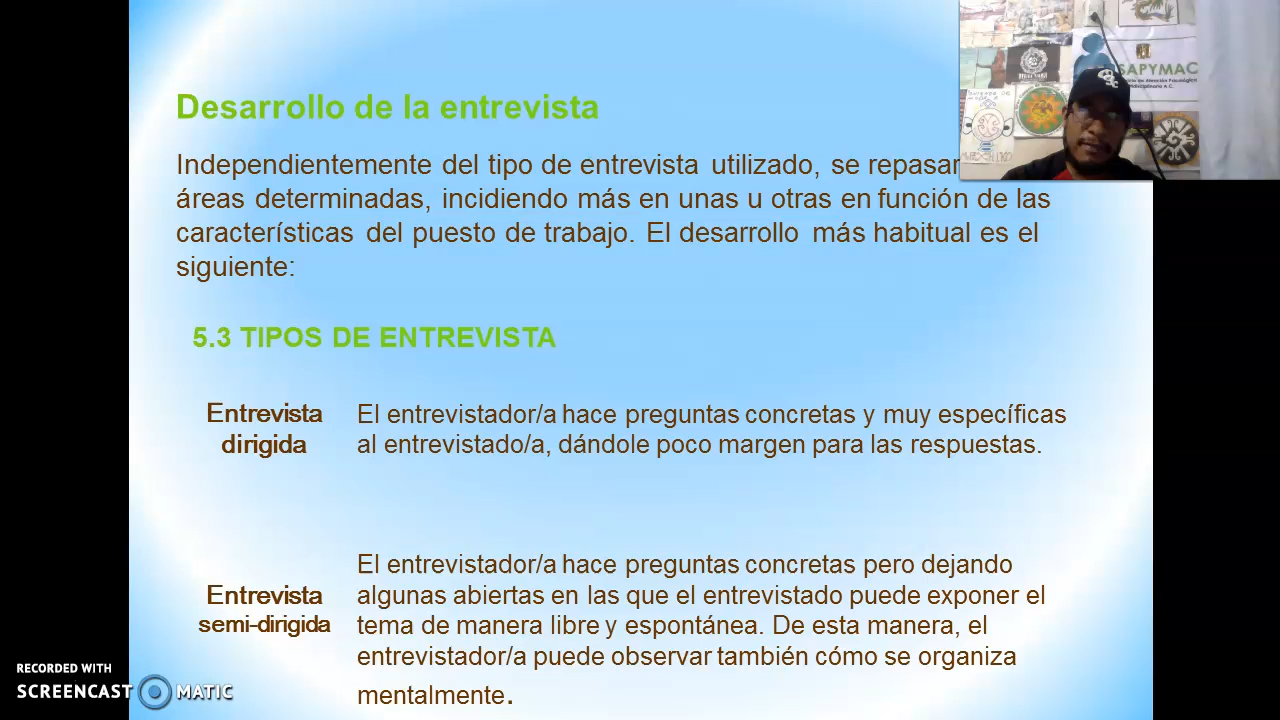 Desarrollo de la entrevista
Independientemente del tipo de entrevista utilizado, se repasar
áreas determinadas, incidiendo más en unas u otras en función de las
características del puesto de trabajo. El desarrollo más habitual es el
siguiente:
5.3 TIPOS DE ENTREVISTA
Entrevista
dirigida
El entrevistador/a hace preguntas concretas y muy específicas
al entrevistado/a, dándole poco margen para las respuestas.
Entrevista
semi-dirigida
El entrevistador/a hace preguntas concretas pero dejando
algunas abiertas en las que el entrevistado puede exponer el
tema de manera libre y espontánea. De esta manera, el
entrevistador/a puede observar también cómo se organiza
mentalmente.
SAPYMAC
RECORDED WITH
SCREENCAST MATIC